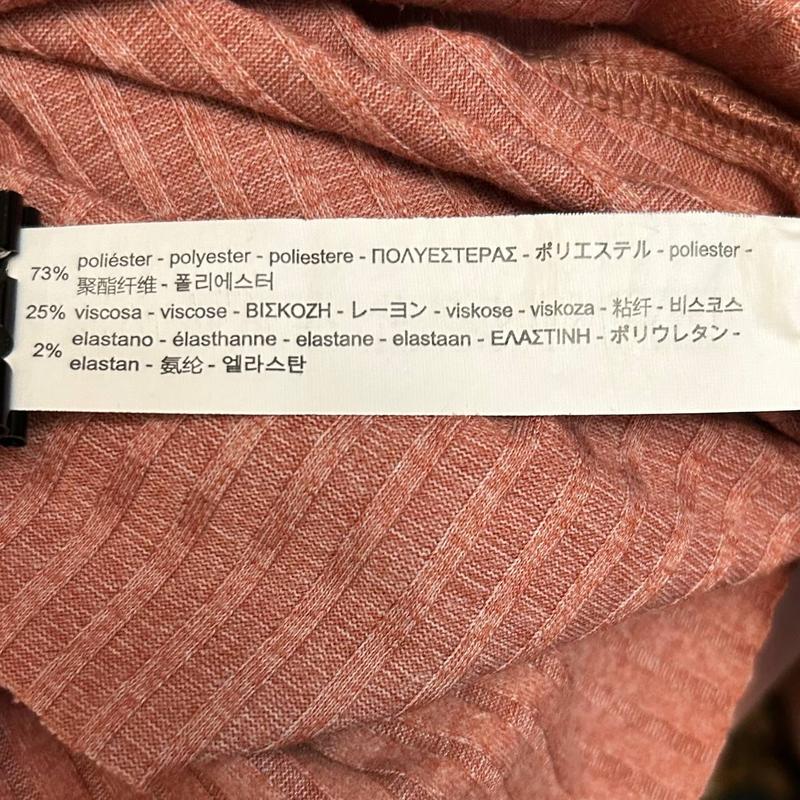 73% poliéster - polyester - poliestere - ΠΟΛΥΕΣΤΕΡΑΣ - ポリエステル - poliester -
聚酯纤维 - 폴리에스터
25% viscosa - viscose - ΒΙΣΚΟΖΗ - レーヨン - viskose - viskoza - 粘纤 - 비스코스
2% elastano - élasthanne - elastane - elastaan - ΕΛΑΣΤΙΝΗ - ポリウレタン -
elastan - 氨纶 - 엘라스탄